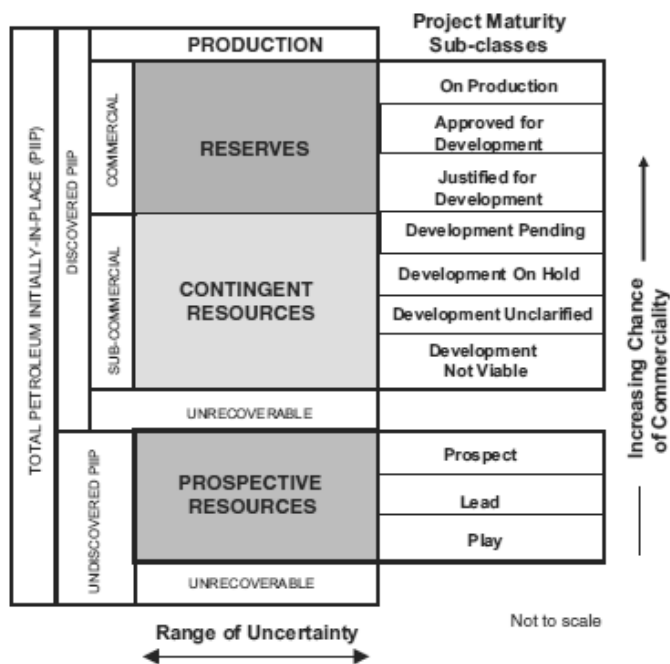 Project Maturity
Sub-classes
PRODUCTION
TOTAL PETROLEUM INITIALLY-IN-PLACE (PIIP)
DISCOVERED PIIP
COMMERCIAL
RESERVES
On Production
Approved for
Development
Justified for
Development
SUB-COMMERCIAL
CONTINGENT
RESOURCES
Development Pending
Development On Hold
Development Unclarified
Development
Not Viable
UNRECOVERABLE
UNDISCOVERED PIIP
PROSPECTIVE
RESOURCES
Prospect
Lead
Play
UNRECOVERABLE
Increasing Chance
of Commerciality
Range of Uncertainty
Not to scale